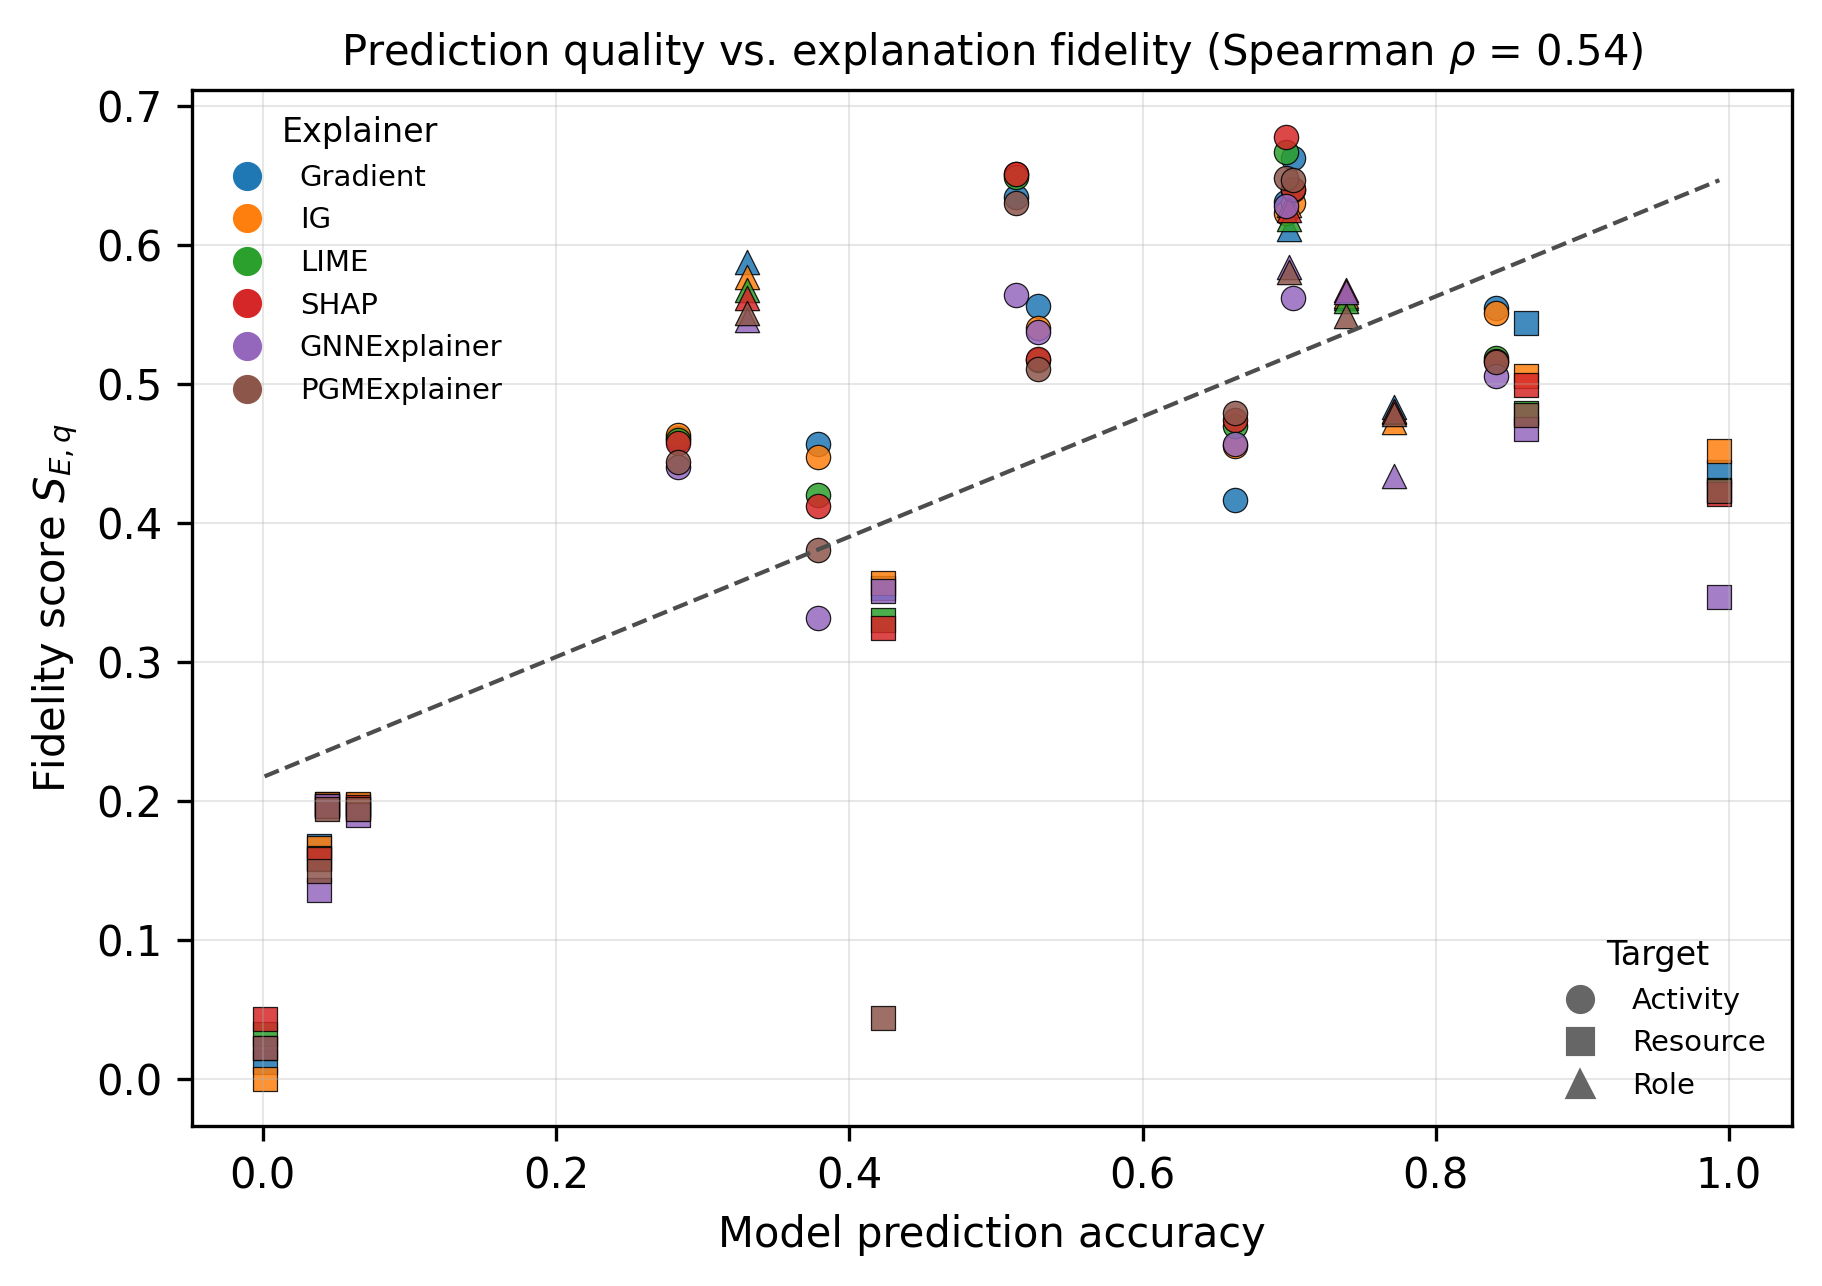 Prediction quality vs. explanation fidelity (Spearman ρ = 0.54)
Fidelity score S_{E, q}
0.7
0.6
0.5
0.4
0.3
0.2
0.1
0.0
Explainer
Gradient
IG
LIME
SHAP
GNNExplainer
PGMExplainer
Target
Activity
Resource
Role
0.0 0.2 0.4 0.6 0.8 1.0
Model prediction accuracy